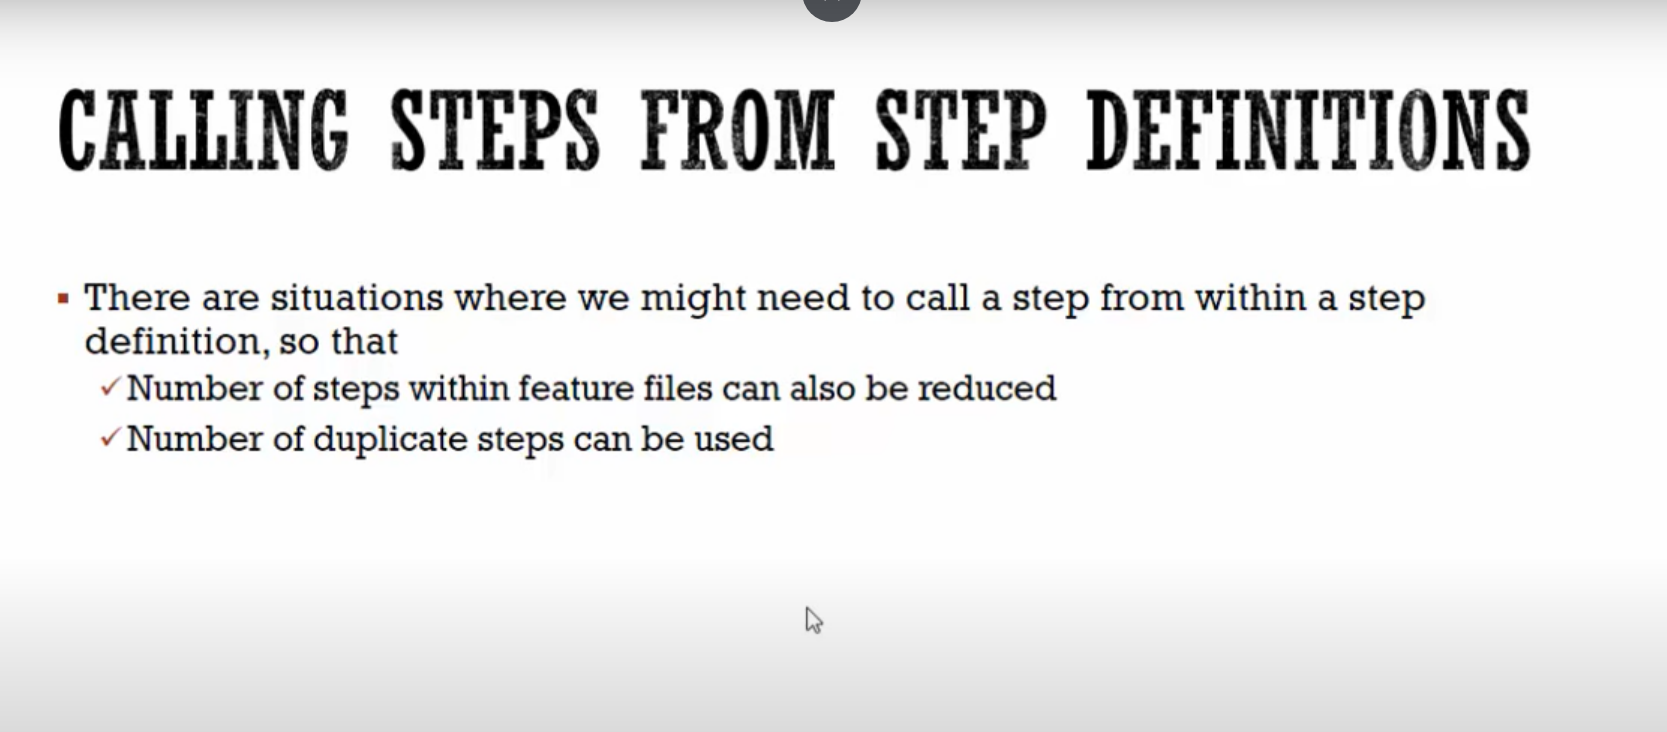 CALLING STEPS FROM STEP DEFINITIONS
There are situations where we might need to call a step from within a step
definition, so that
Number of steps within feature files can also be reduced
Number of duplicate steps can be used